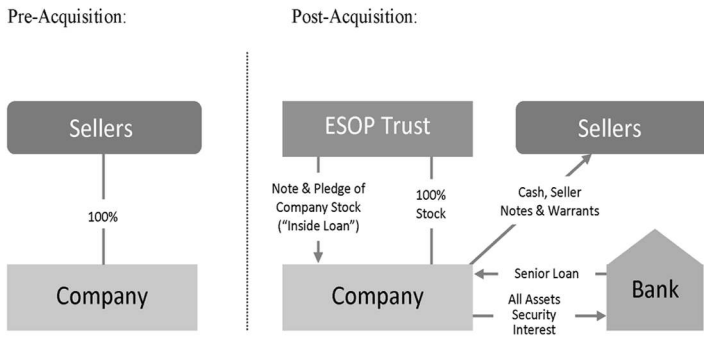 Pre-Acquisition:
Post-Acquisition:
Sellers
100%
Company
ESOP Trust
Sellers
Note & Pledge of
Company Stock
("Inside Loan")
100%
Stock
Cash, Seller
Notes & Warrants
Company
Senior Loan
All Assets
Security
Interest
Bank